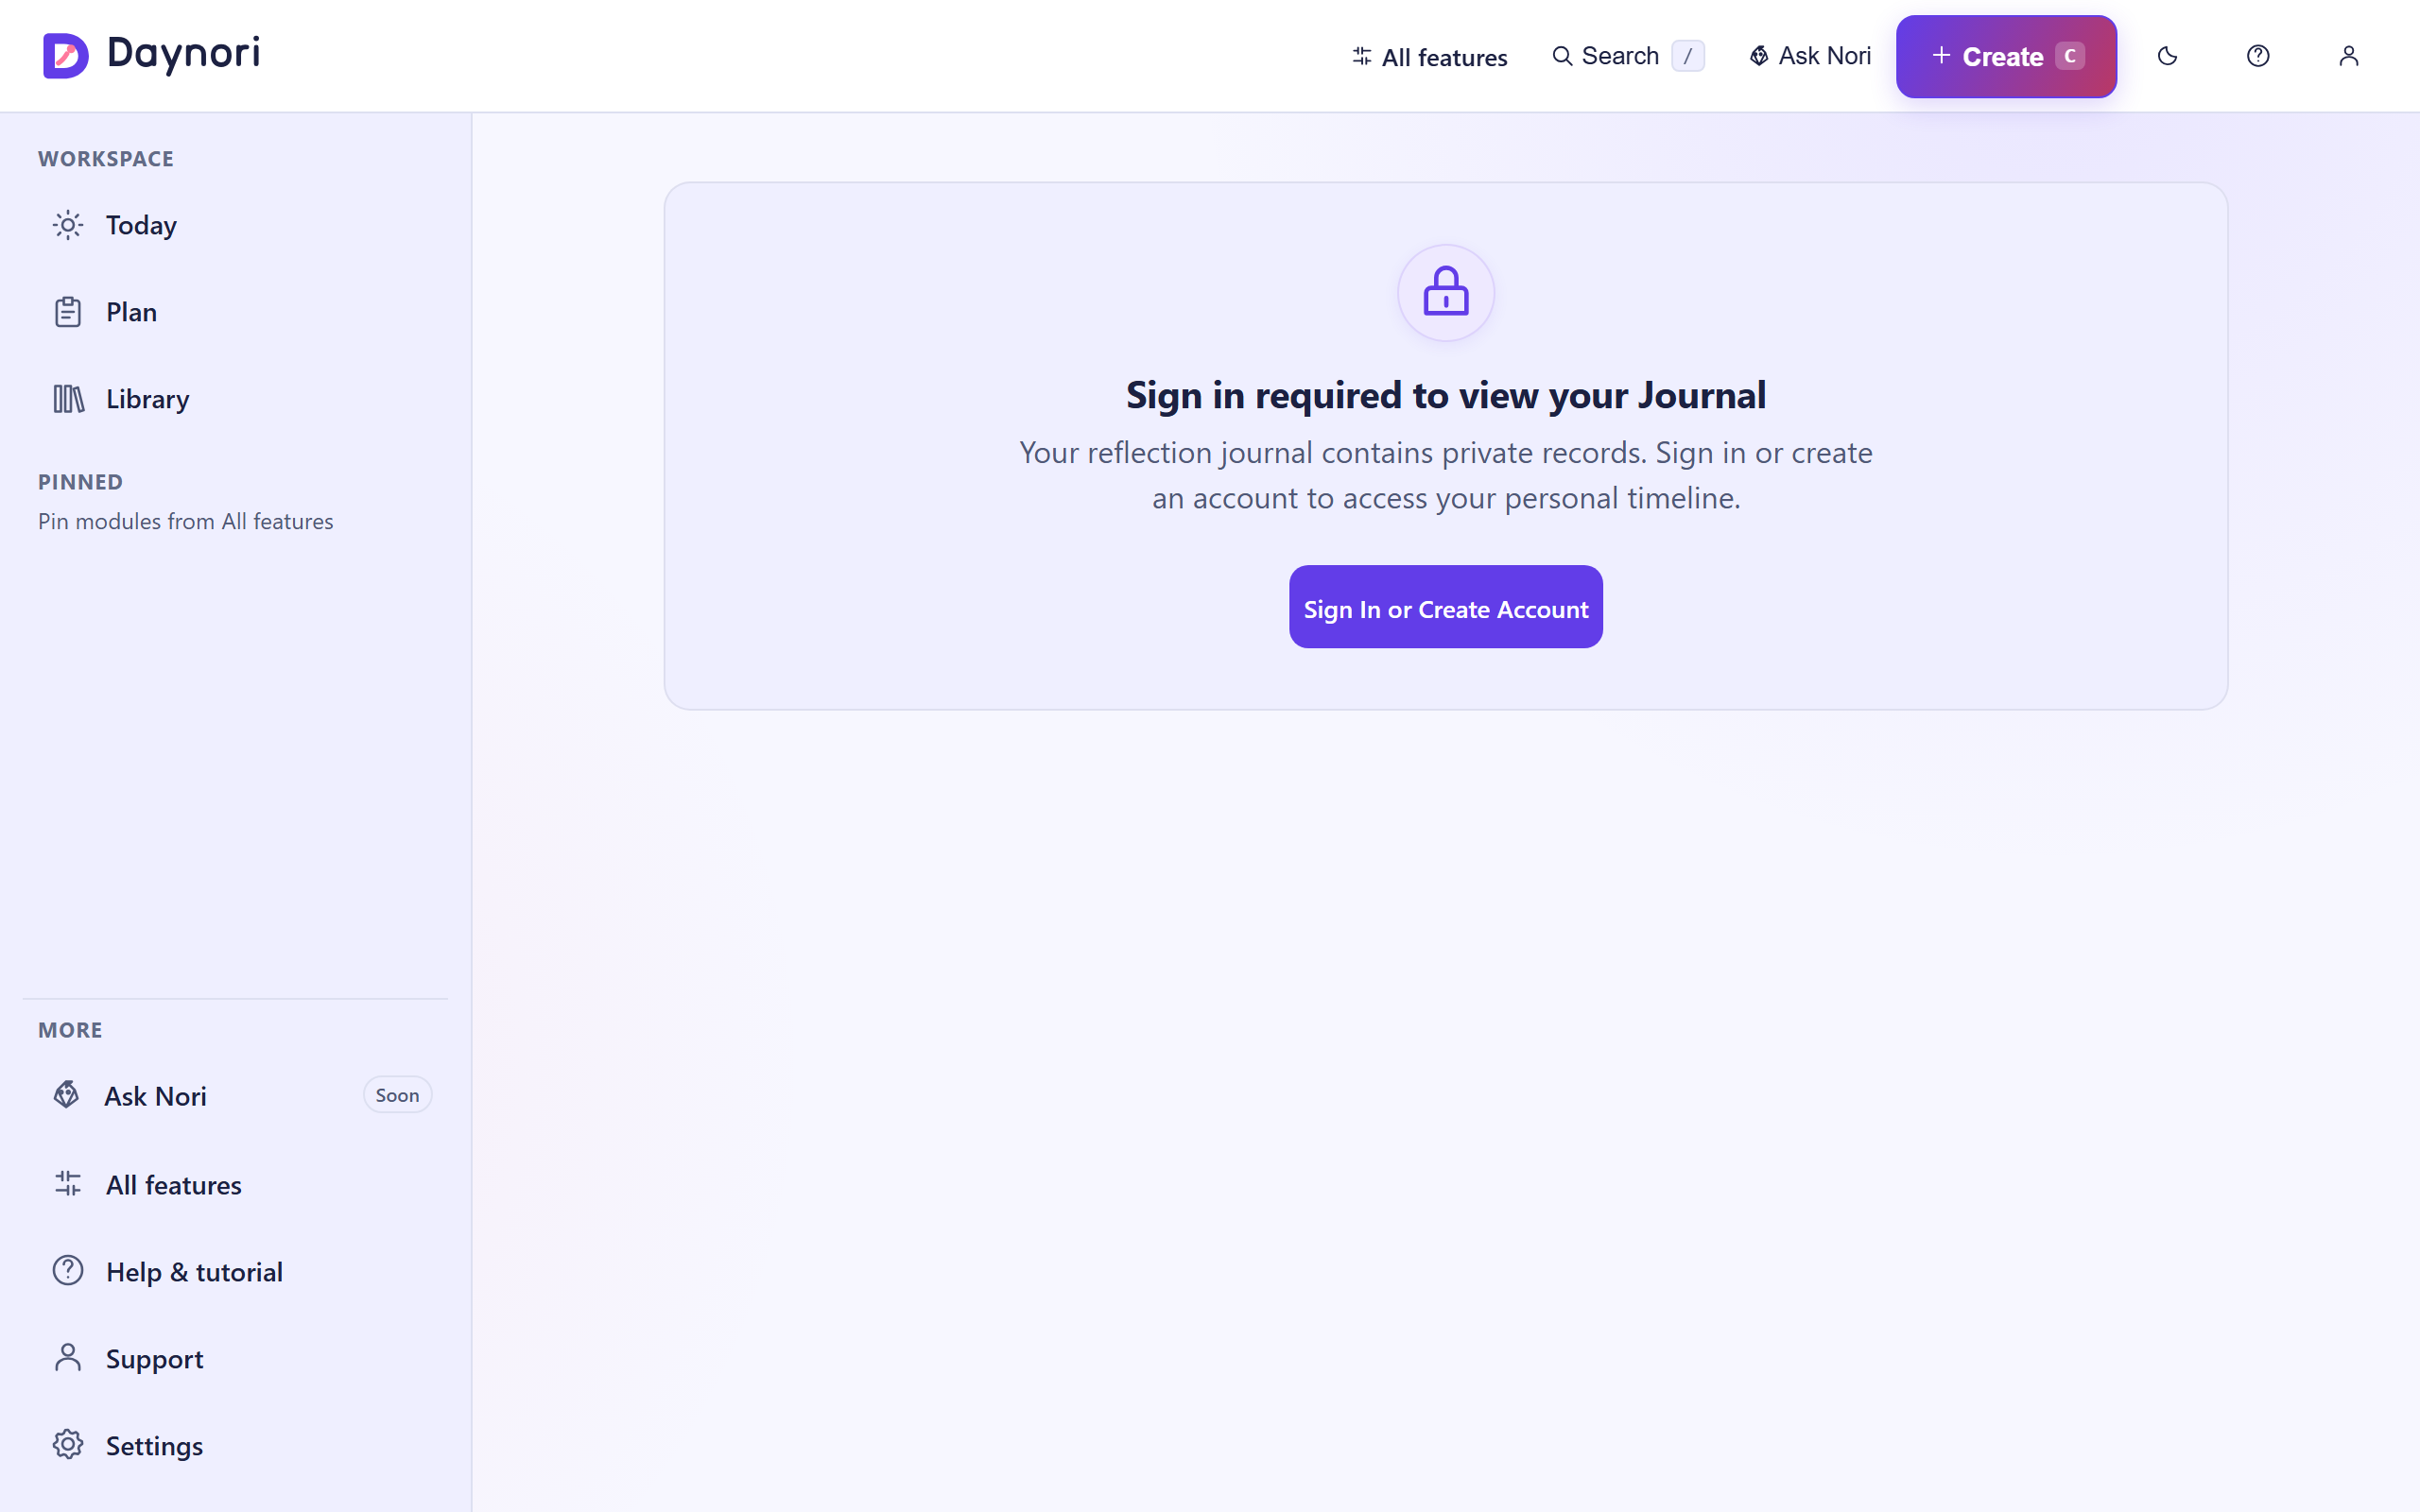 Daynori
All features
Search /
Ask Nori
+ Create C
WORKSPACE
Today
Plan
Library
PINNED
Pin modules from All features
Sign in required to view your Journal
Your reflection journal contains private records. Sign in or create
an account to access your personal timeline.
Sign In or Create Account
MORE
Ask Nori Soon
All features
Help & tutorial
Support
Settings